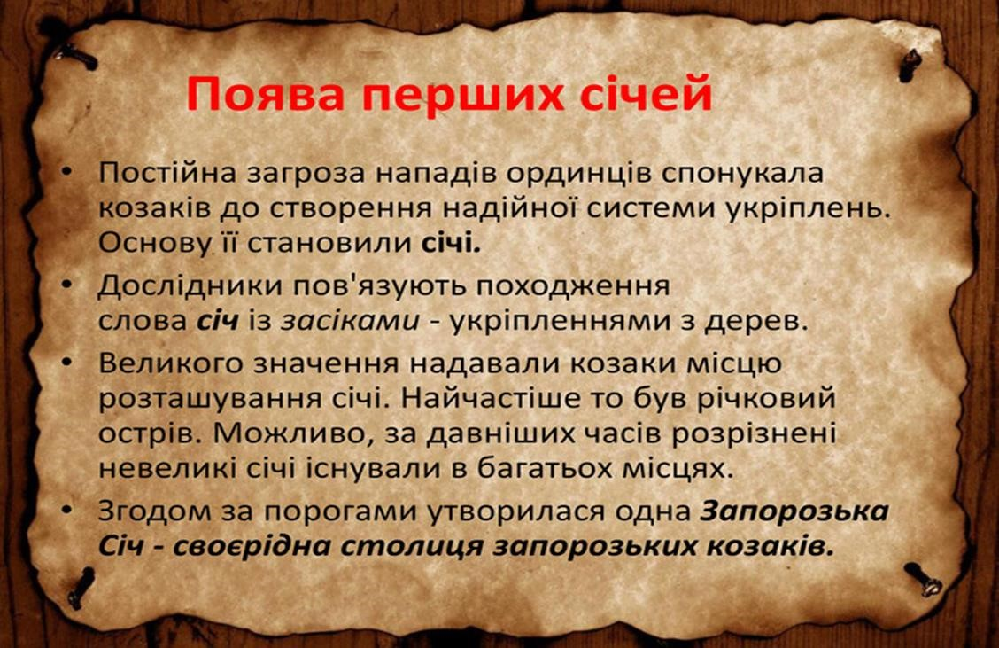 Поява перших січей
• Постійна загроза нападів ординців спонукала
козаків до створення надійної системи укріплень.
Основу її становили січі.
• Дослідники пов'язують походження
слова січ із засіками - укріпленнями з дерев.
• Великого значення надавали козаки місцю
розташування січі. Найчастіше то був річковий
острів. Можливо, за давніших часів розрізнені
невеликі січі існували в багатьох місцях.
• Згодом за порогами утворилася одна Запорозька
Січ - своєрідна столиця запорозьких козаків.